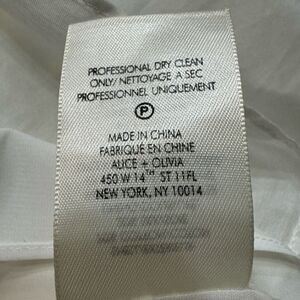 PROFESSIONAL DRY CLEAN
ONLY/ NETTOYAGE A SEC
PROFESSIONNEL UNIQUEMENT
P
MADE IN CHINA
FABRIQUE EN CHINE
ALICE + OLIVIA
450 W 14TH ST 11FL
NEW YORK, NY 10014